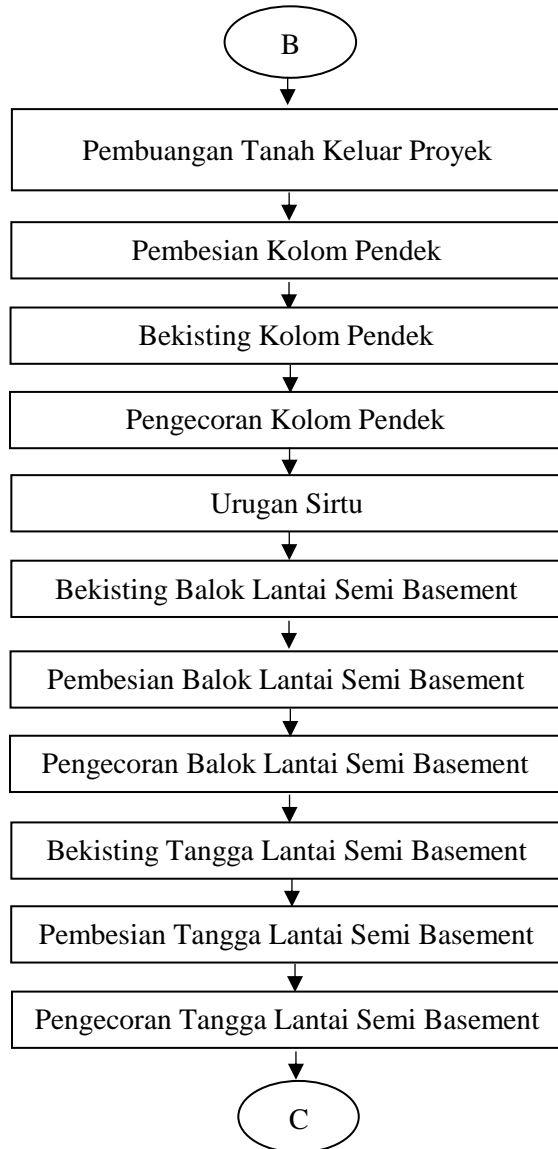 B
Pembuangan Tanah Keluar Proyek
Pembesian Kolom Pendek
Bekisting Kolom Pendek
Pengecoran Kolom Pendek
Urugan Sirtu
Bekisting Balok Lantai Semi Basement
Pembesian Balok Lantai Semi Basement
Pengecoran Balok Lantai Semi Basement
Bekisting Tangga Lantai Semi Basement
Pembesian Tangga Lantai Semi Basement
Pengecoran Tangga Lantai Semi Basement
C